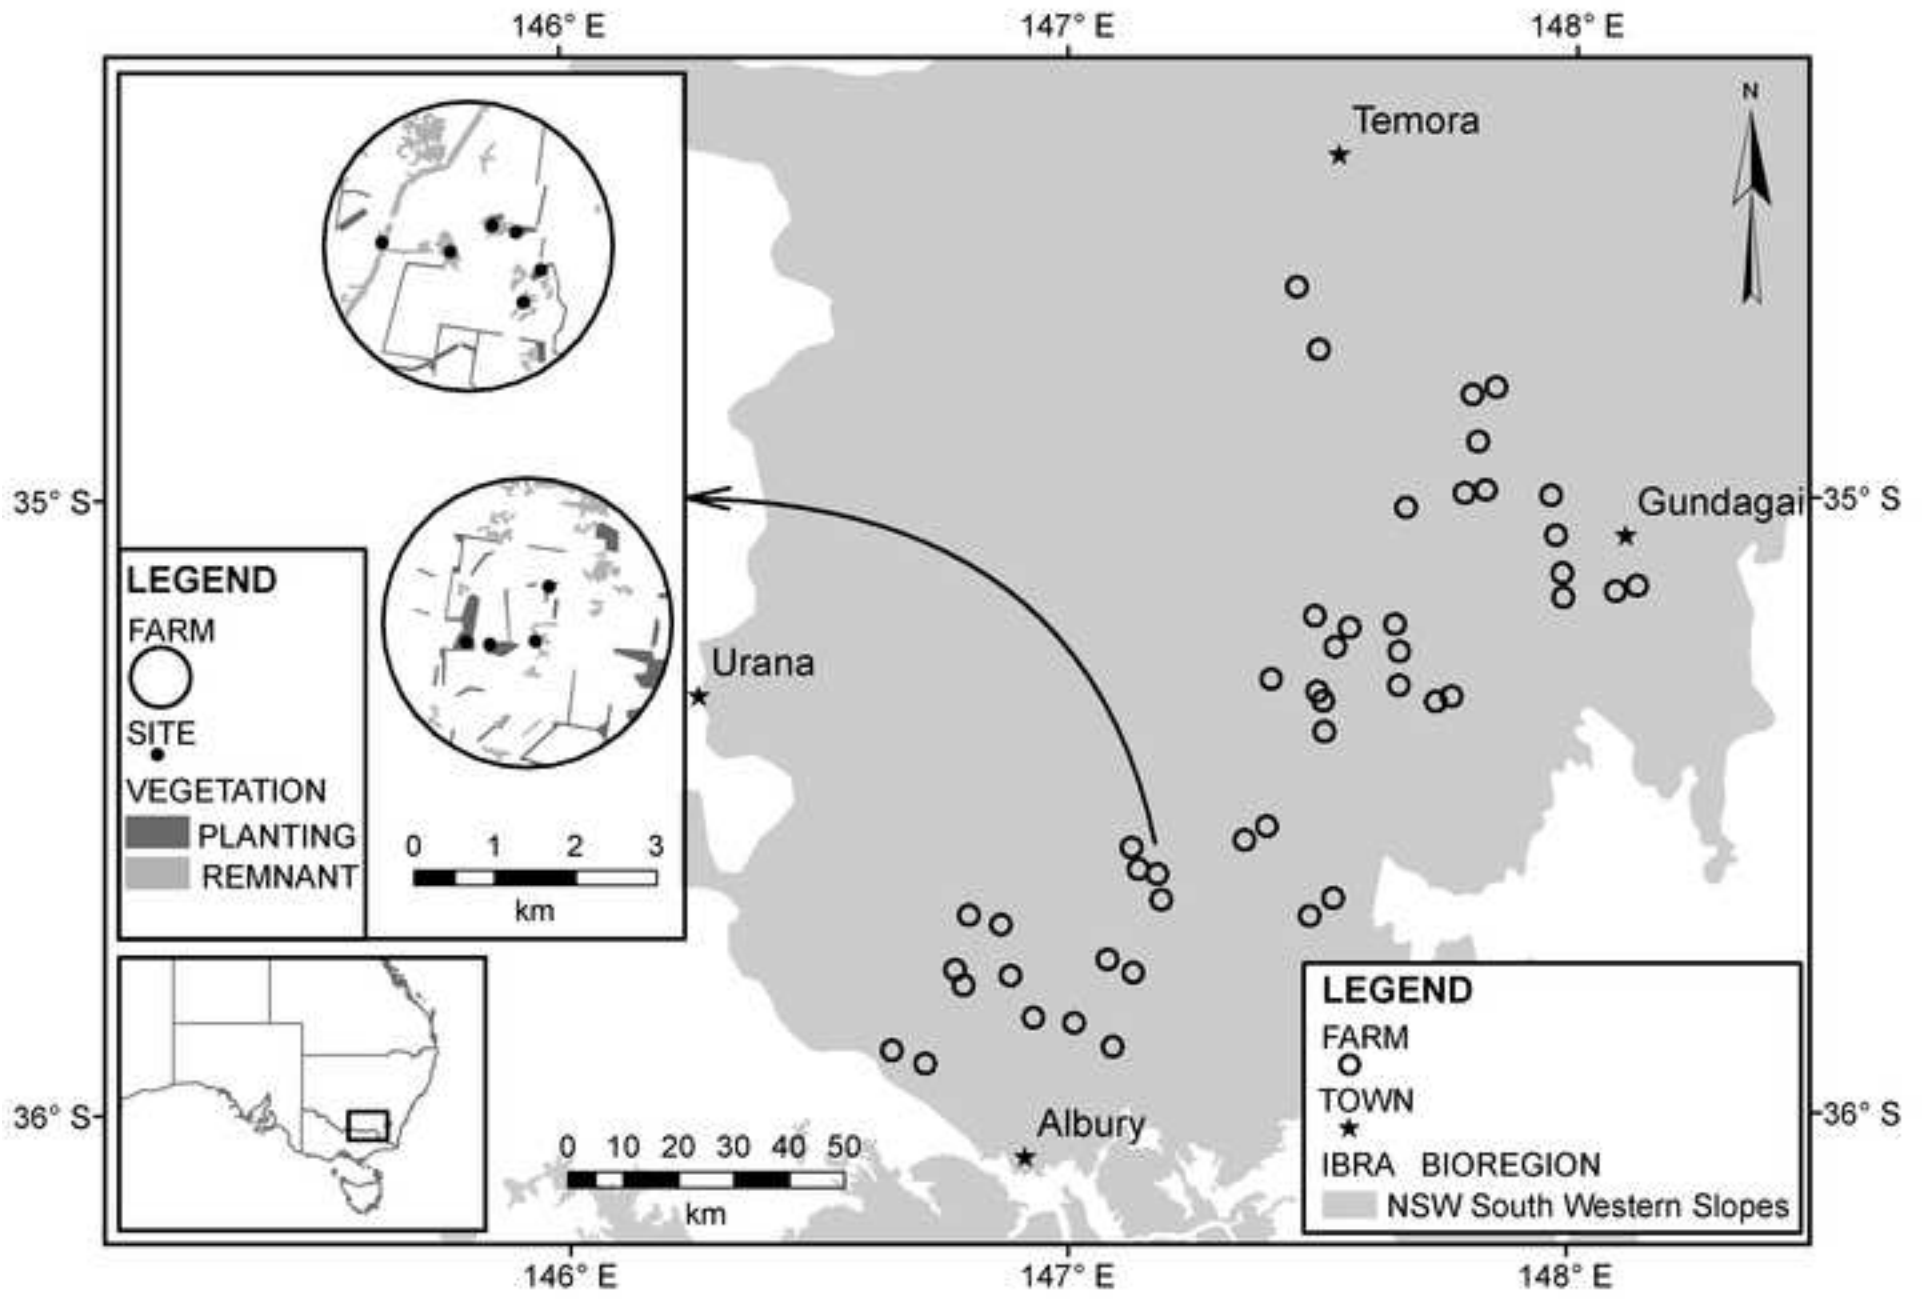 146° E 147° E 148° E
N
Temora
35° S
Gundagai
35° S
LEGEND
FARM
SITE
VEGETATION
PLANTING
REMNANT
0 1 2 3
km
Urana
LEGEND
FARM
TOWN
IBRA BIOREGION
NSW South Western Slopes
36° S
Albury
36° S
0 10 20 30 40 50
km
146° E 147° E 148° E